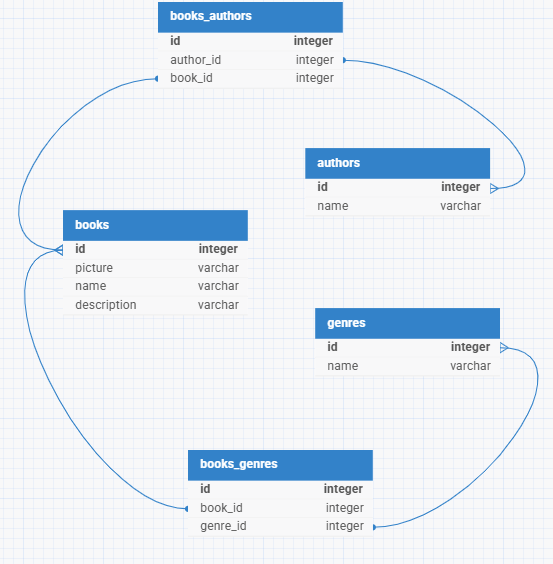 books_authors
id integer
author_id integer
book_id integer
authors
id integer
name varchar
books
id integer
picture varchar
name varchar
description varchar
genres
id integer
name varchar
books_genres
id integer
book_id integer
genre_id integer